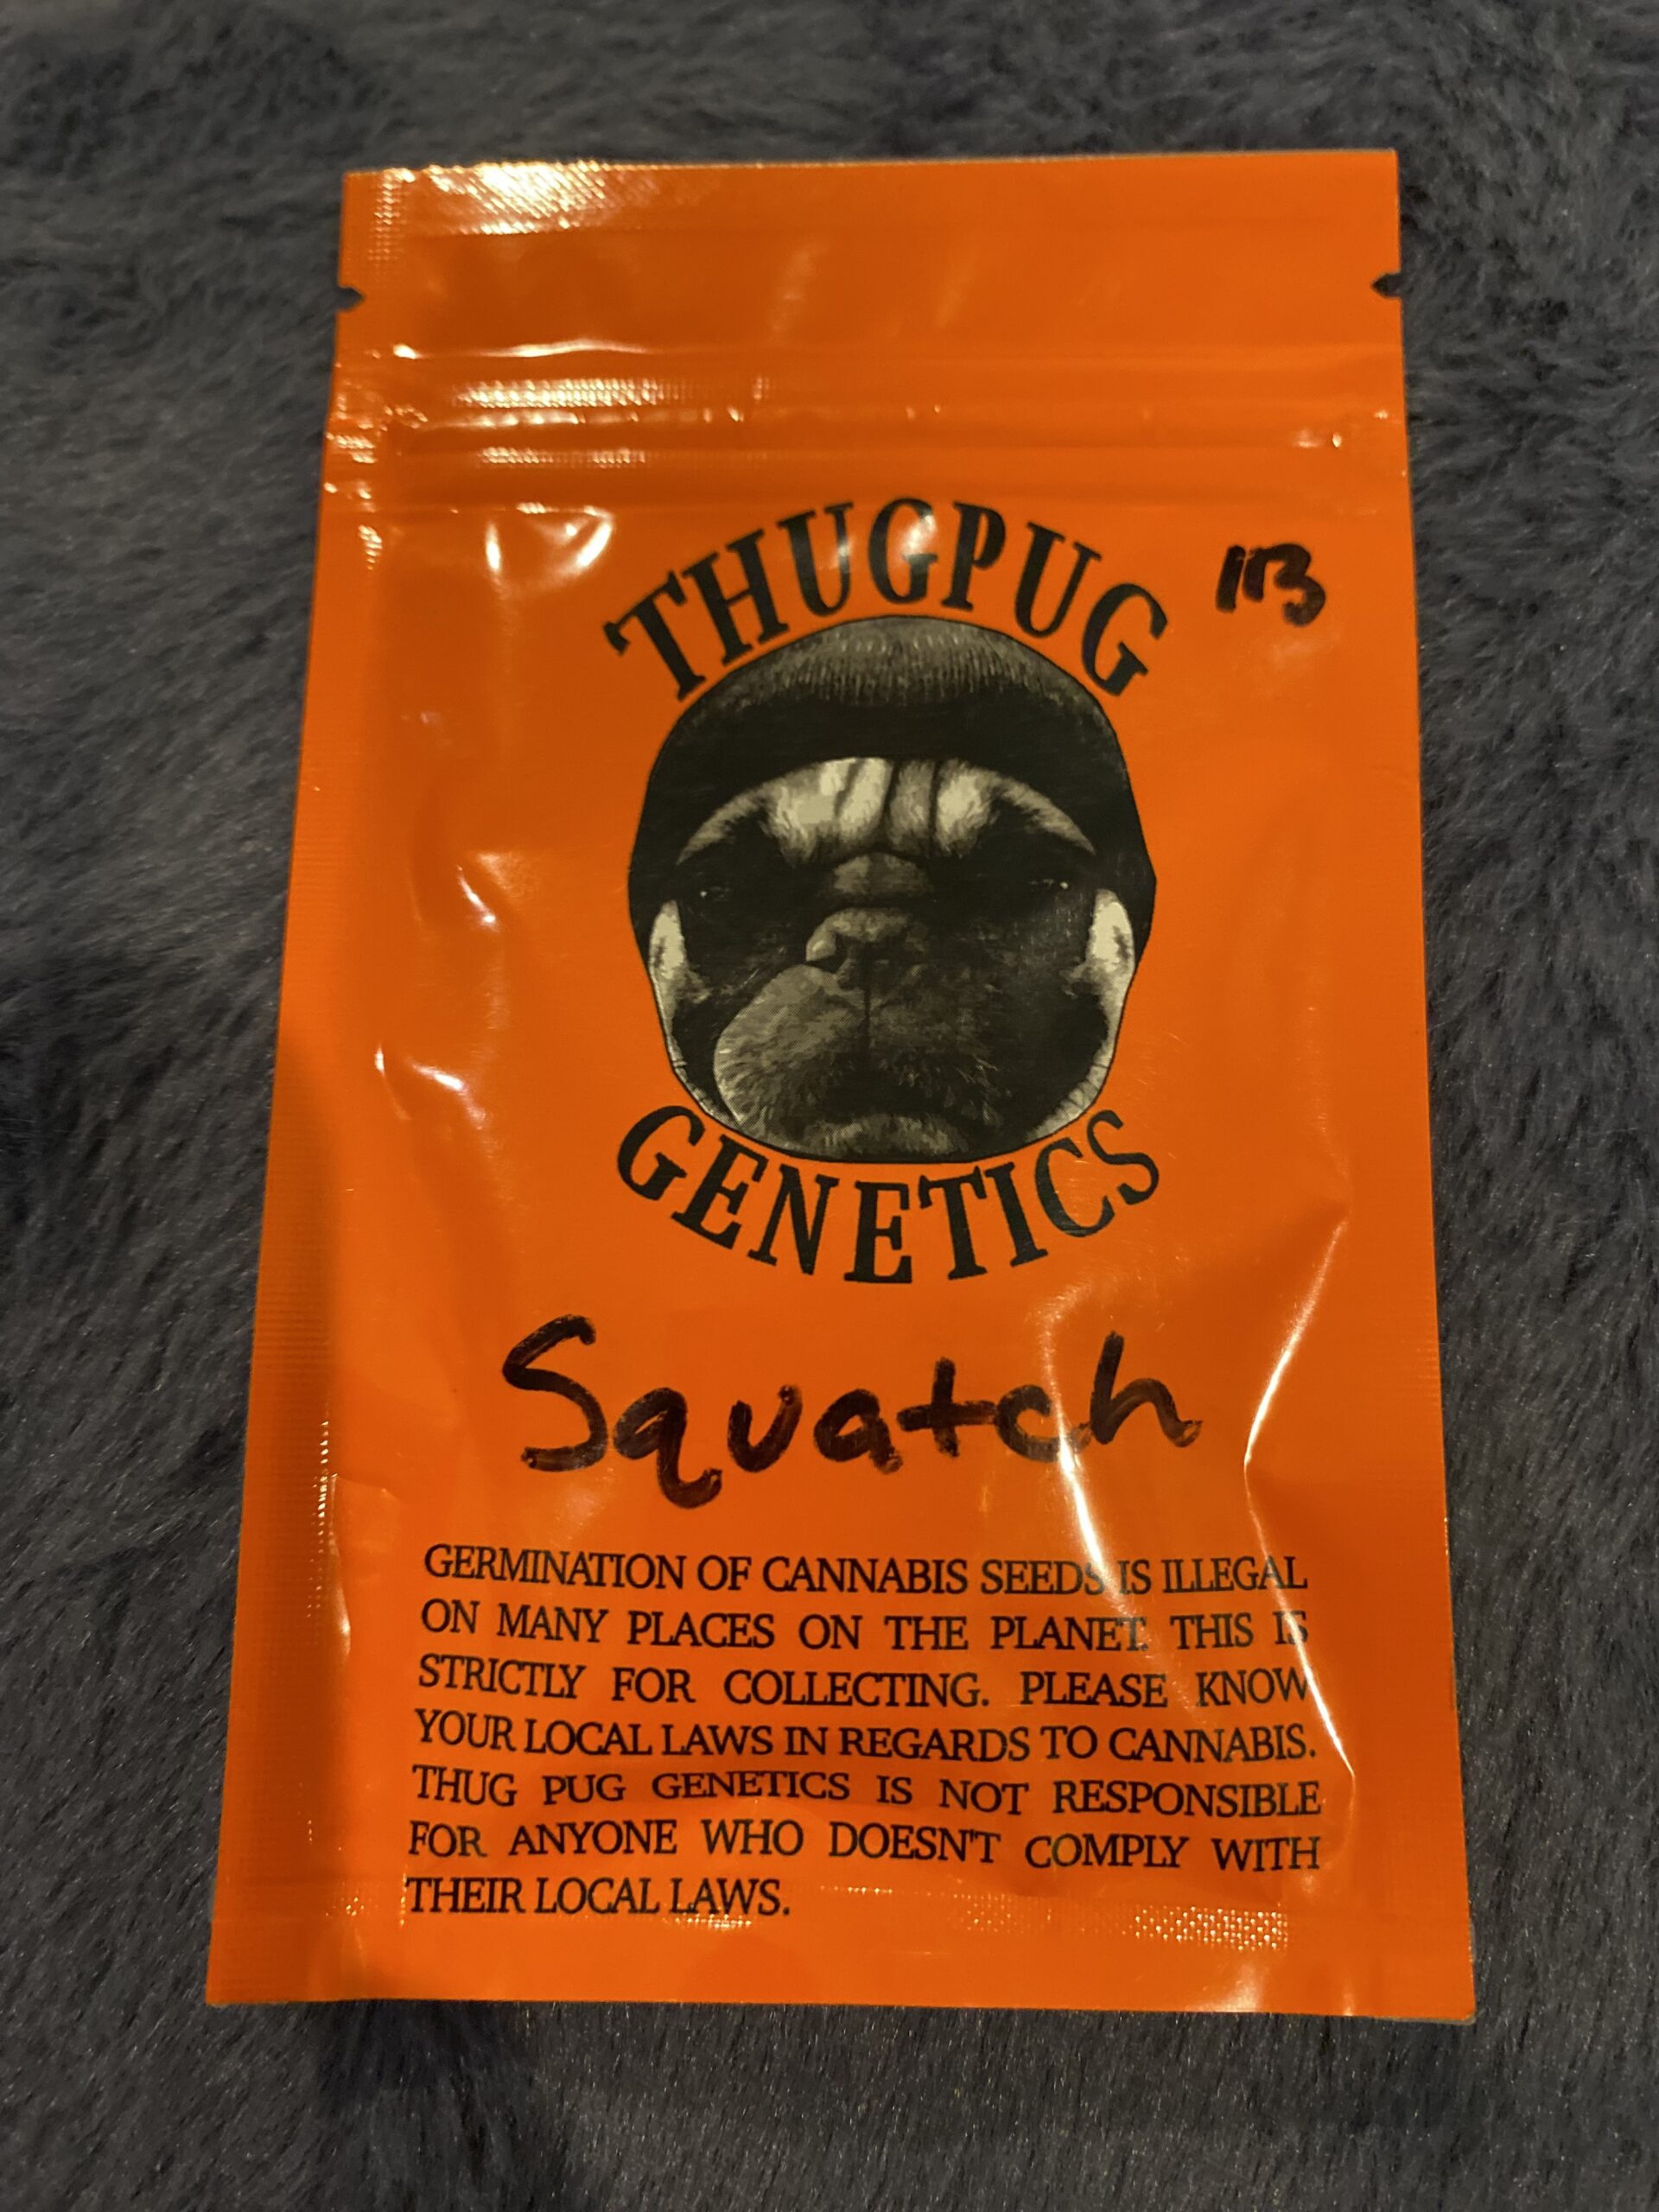 THUGPUG
113
GENETICS
Squatch
GERMINATION OF CANNABIS SEEDS IS ILLEGAL
ON MANY PLACES ON THE PLANET. THIS IS
STRICTLY FOR COLLECTING. PLEASE KNOW
YOUR LOCAL LAWS IN REGARDS TO CANNABIS.
THUG PUG GENETICS IS NOT RESPONSIBLE
FOR ANYONE WHO DOESN'T COMPLY WITH
THEIR LOCAL LAWS.